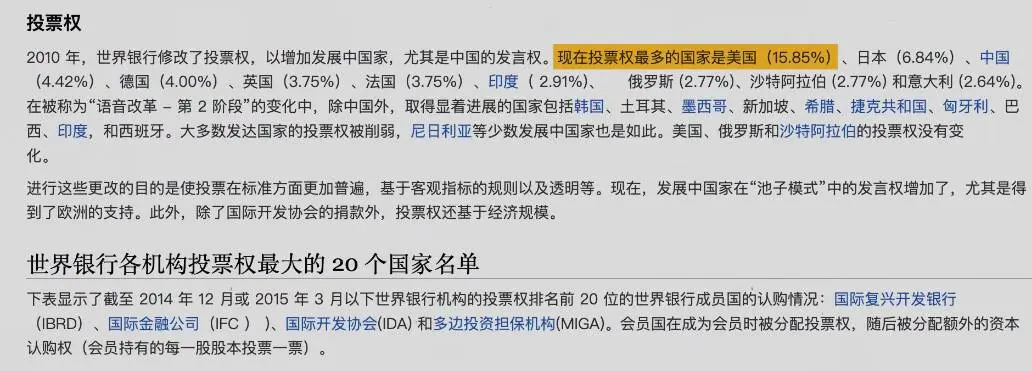 投票权
2010 年，世界银行修改了投票权，以增加发展中国家，尤其是中国的发言权。现在投票权最多的国家是美国（15.85%）、日本（6.84%）、中国
（4.42%）、德国（4.00%）、英国（3.75%）、法国（3.75%）、印度（ 2.91%）、 俄罗斯 (2.77%)、沙特阿拉伯 (2.77%) 和意大利 (2.64%)。
在被称为“语音改革 – 第 2 阶段”的变化中，除中国外，取得显着进展的国家包括韩国、土耳其、墨西哥、新加坡、希腊、捷克共和国、匈牙利、巴
西、印度，和西班牙。大多数发达国家的投票权被削弱，尼日利亚等少数发展中国家也是如此。美国、俄罗斯和沙特阿拉伯的投票权没有变
化。
进行这些更改的目的是使投票在标准方面更加普遍，基于客观指标的规则以及透明等。现在，发展中国家在“池子模式”中的发言权增加了，尤其是得
到了欧洲的支持。此外，除了国际开发协会的捐款外，投票权还基于经济规模。
世界银行各机构投票权最大的 20 个国家名单
下表显示了截至 2014 年 12 月或 2015 年 3 月以下世界银行机构的投票权排名前 20 位的世界银行成员国的认购情况：国际复兴开发银行
（IBRD）、国际金融公司（IFC ） )、国际开发协会(IDA) 和多边投资担保机构(MIGA)。会员国在成为会员时被分配投票权，随后被分配额外的资本
认购权（会员持有的每一股股本投票一票）。